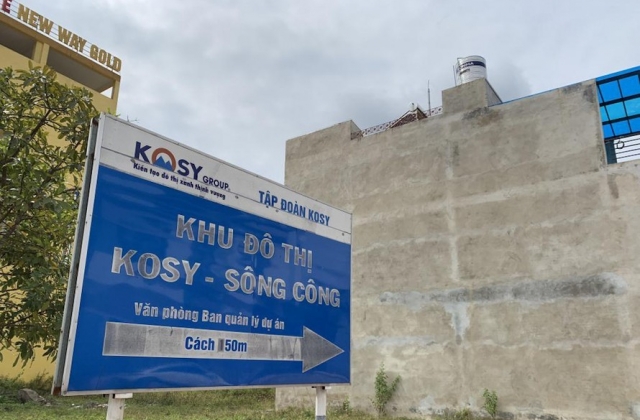 NEW WAY GOLD
KOSY GROUP
Kiến tạo đô thị xanh thịnh vượng
TẬP ĐOÀN KOSY
KHU ĐÔ THỊ
KOSY - SÔNG CÔNG
Văn phòng Ban quản lý dự án
Cách 50m